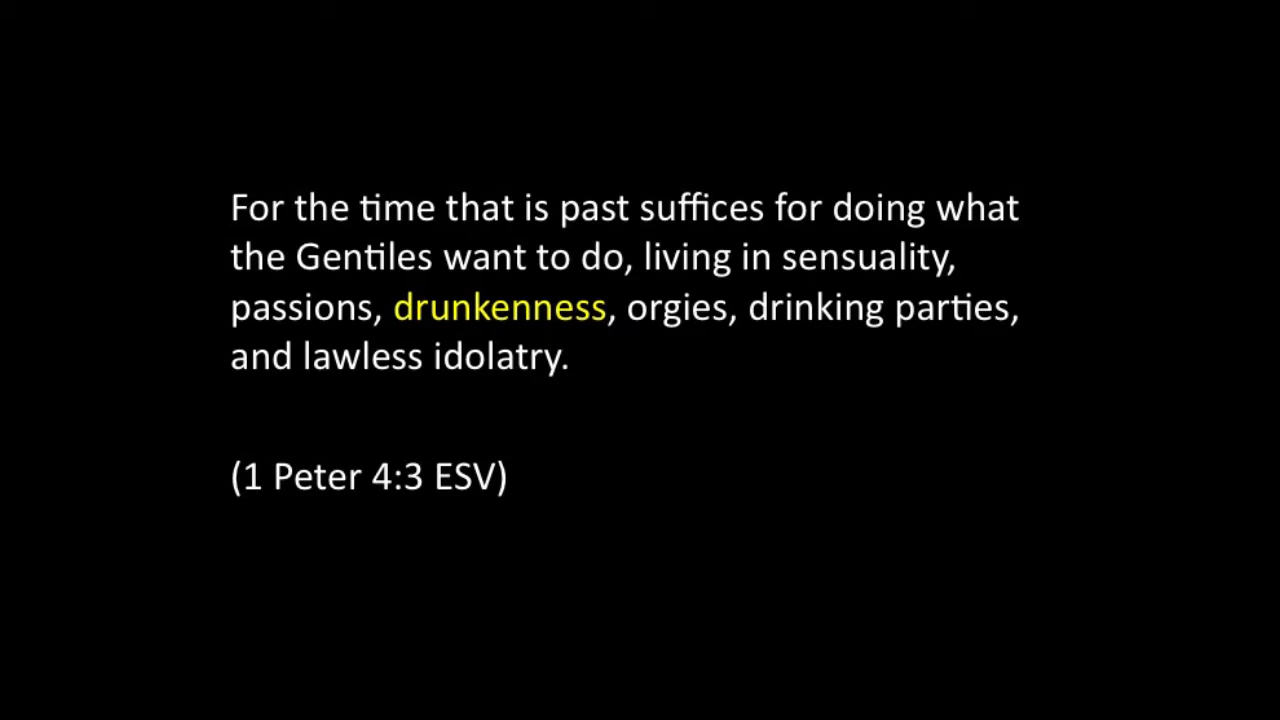 For the time that is past suffices for doing what
the Gentiles want to do, living in sensuality,
passions, drunkenness, orgies, drinking parties,
and lawless idolatry.
(1 Peter 4:3 ESV)